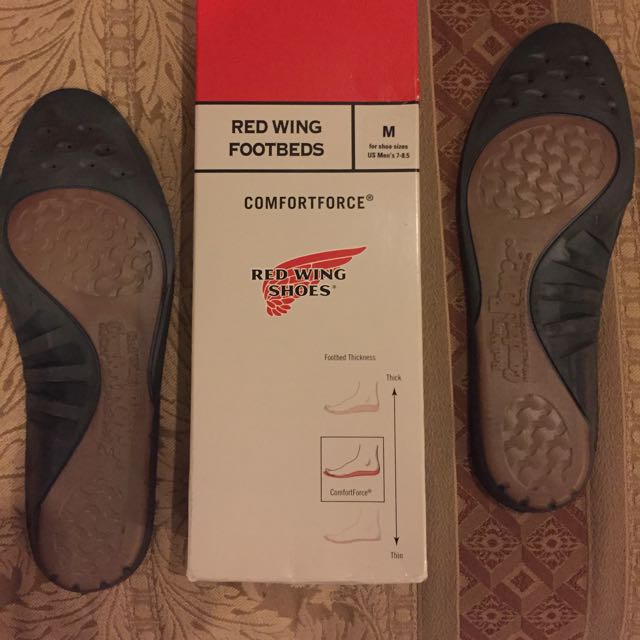 RED WING
FOOTBEDS
M
for shoe sizes
US Men's 7-8.5
COMFORTFORCE®
RED WING
SHOES®
Footbed Thickness
Thick
ComfortForce®
Thin